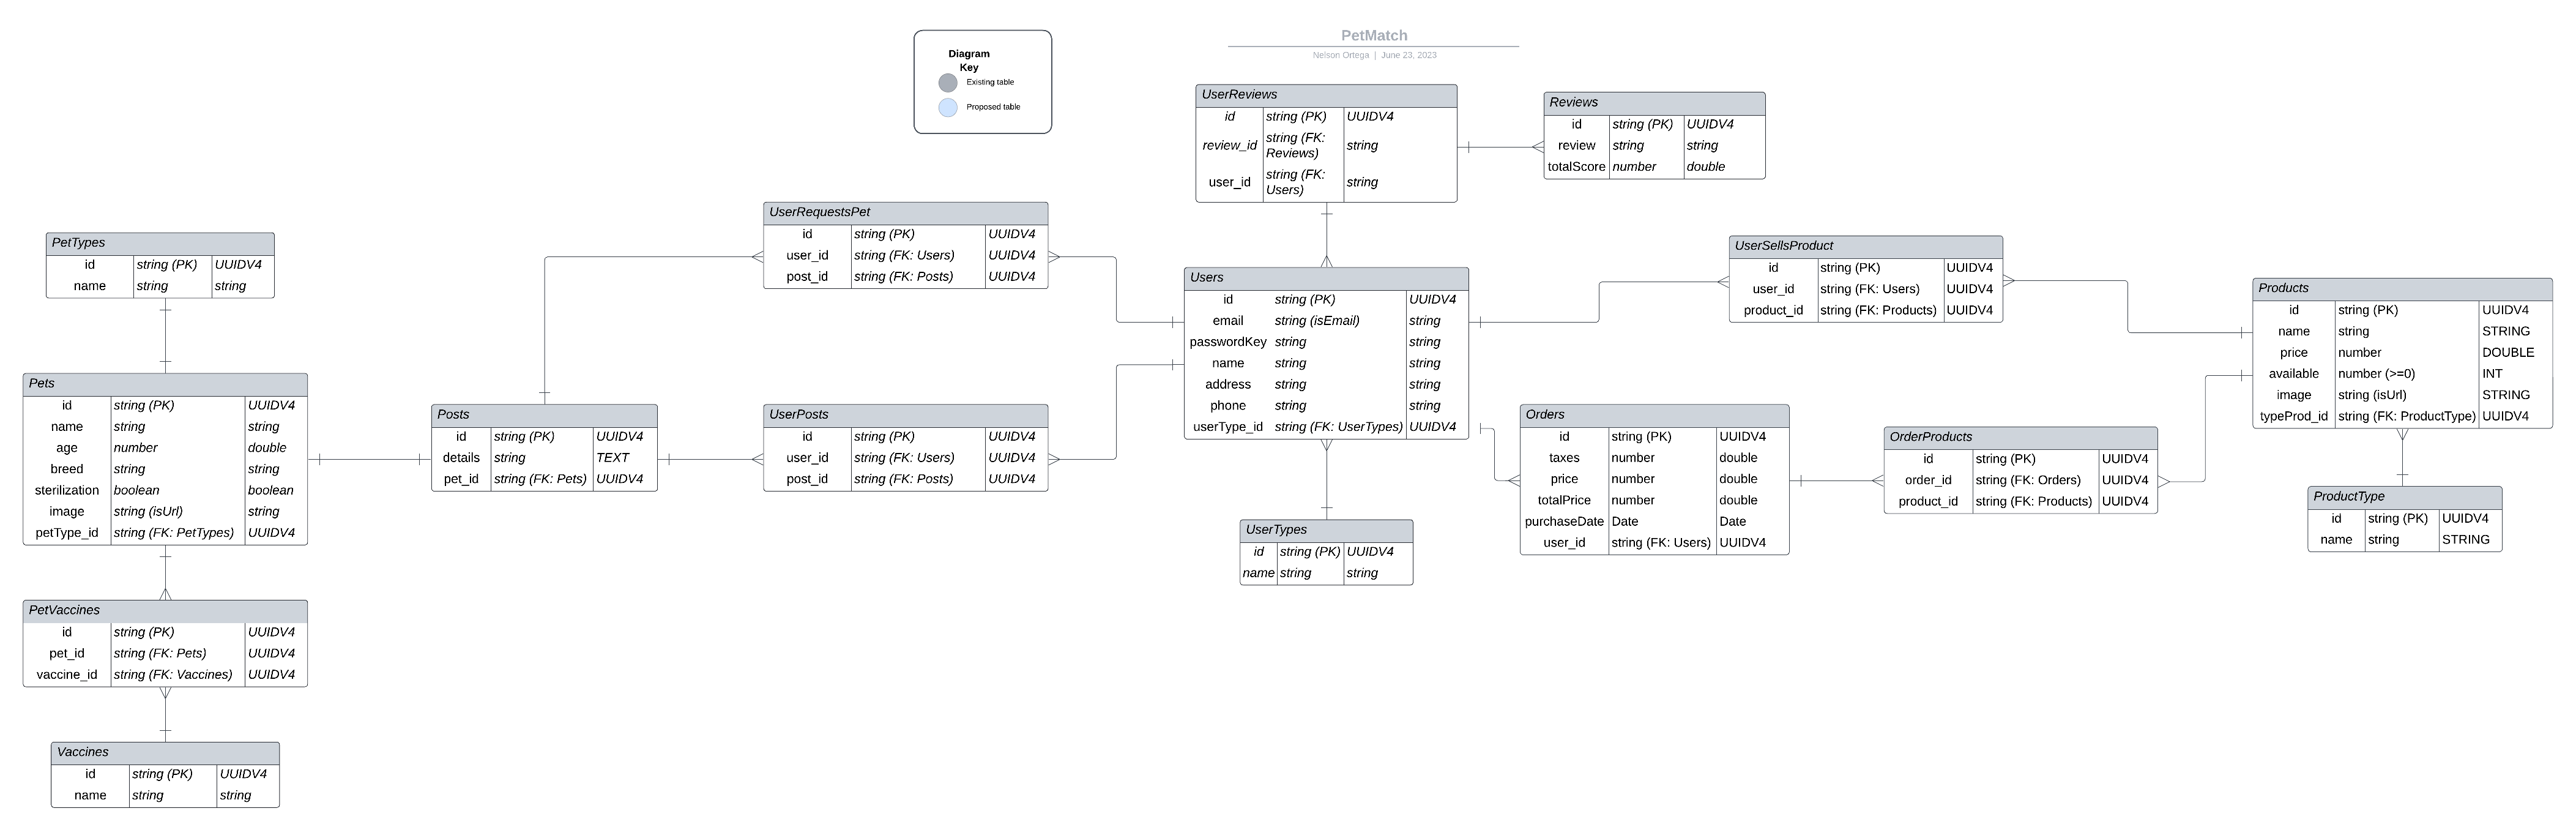 PetMatch
Nelson Ortega | June 23, 2023
Diagram
Key
Existing table
Proposed table
UserReviews
id string (PK) UUIDV4
review_id string (FK: Reviews) string
user_id string (FK: Users) string
Reviews
id string (PK) UUIDV4
review string string
totalScore number double
UserRequestsPet
id string (PK) UUIDV4
user_id string (FK: Users) UUIDV4
post_id string (FK: Posts) UUIDV4
PetTypes
id string (PK) UUIDV4
name string string
Users
id string (PK) UUIDV4
email string (isEmail) string
passwordKey string string
name string string
address string string
phone string string
userType_id string (FK: UserTypes) UUIDV4
UserSellsProduct
id string (PK) UUIDV4
user_id string (FK: Users) UUIDV4
product_id string (FK: Products) UUIDV4
Products
id string (PK) UUIDV4
name string STRING
price number DOUBLE
available number (>=0) INT
image string (isUrl) STRING
typeProd_id string (FK: ProductType) UUIDV4
Pets
id string (PK) UUIDV4
name string string
age number double
breed string string
sterilization boolean boolean
image string (isUrl) string
petType_id string (FK: PetTypes) UUIDV4
Posts
id string (PK) UUIDV4
details string TEXT
pet_id string (FK: Pets) UUIDV4
UserPosts
id string (PK) UUIDV4
user_id string (FK: Users) UUIDV4
post_id string (FK: Posts) UUIDV4
Orders
id string (PK) UUIDV4
taxes number double
price number double
totalPrice number double
purchaseDate Date Date
user_id string (FK: Users) UUIDV4
OrderProducts
id string (PK) UUIDV4
order_id string (FK: Orders) UUIDV4
product_id string (FK: Products) UUIDV4
ProductType
id string (PK) UUIDV4
name string STRING
UserTypes
id string (PK) UUIDV4
name string string
PetVaccines
id string (PK) UUIDV4
pet_id string (FK: Pets) UUIDV4
vaccine_id string (FK: Vaccines) UUIDV4
Vaccines
id string (PK) UUIDV4
name string string